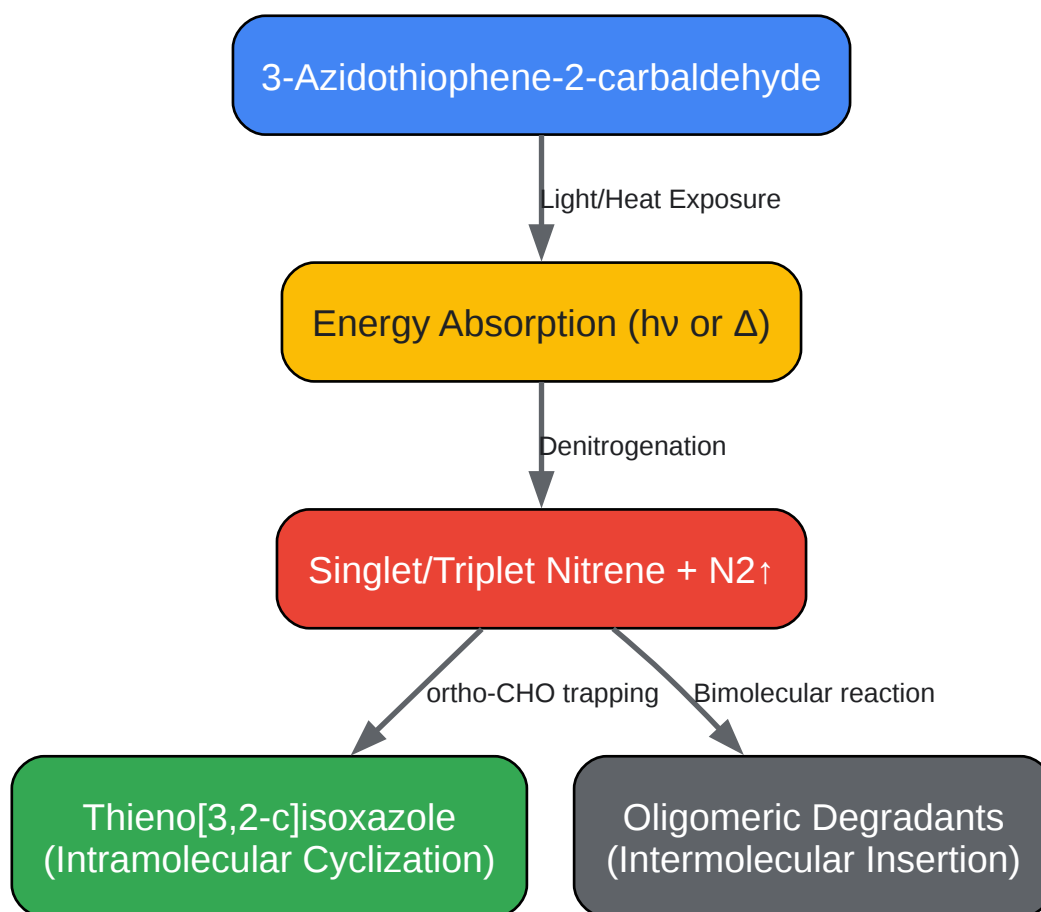 3-Azidothiophene-2-carbaldehyde
Light/Heat Exposure
Energy Absorption (hν or Δ)
Denitrogenation
Singlet/Triplet Nitrene + N2↑
ortho-CHO trapping
Bimolecular reaction
Thieno[3,2-c]isoxazole
(Intramolecular Cyclization)
Oligomeric Degradants
(Intermolecular Insertion)